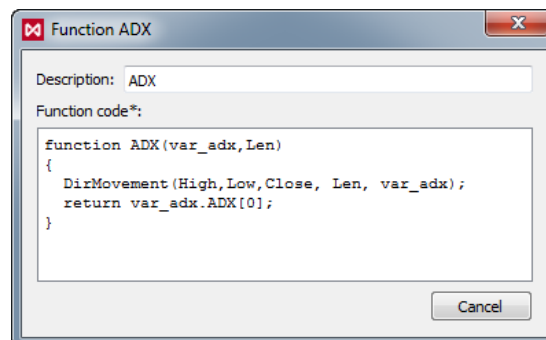 Function ADX
Description: ADX
Function code*:
function ADX(var_adx,Len)
{
DirMovement(High,Low,Close, Len, var_adx);
return var_adx.ADX[0];
}
Cancel